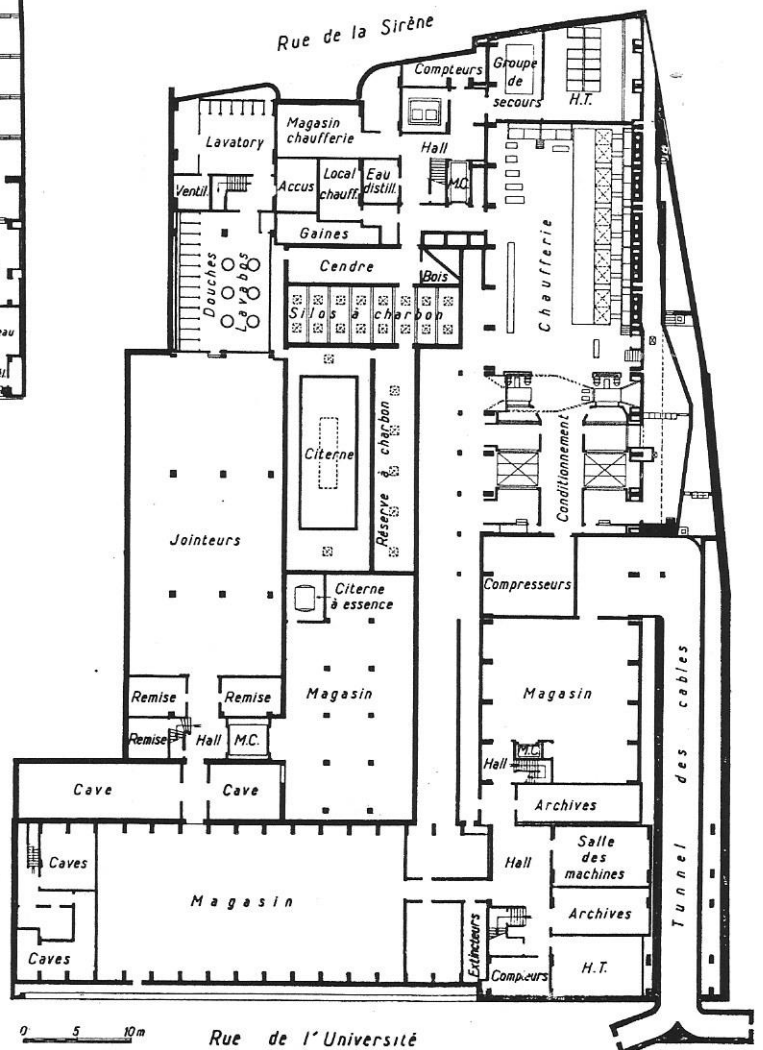 Rue de la Sirène
Compteurs
Groupe
de
secours
H.T.
Magasin
chaufferie
Lavatory
Hall
Ventil.
Accus
Local
chauff.
Eau
distill.
M.C.
Gaines
Chaufferie
Douches
Lavabos
Cendre
Bois
Silos à charbon
eau
Citerne
Réserve à charbon
Conditionnement
Jointeurs
Citerne
à essence
Compresseurs
Magasin
Magasin
Remise
Remise
Remise
Hall
M.C.
M.C.
Hall
Tunnel des cables
Cave
Cave
Archives
Caves
Hall
Salle
des
machines
Magasin
Archives
Caves
Extincteurs
Compteurs
H.T.
0 5 10m
Rue de l'Université